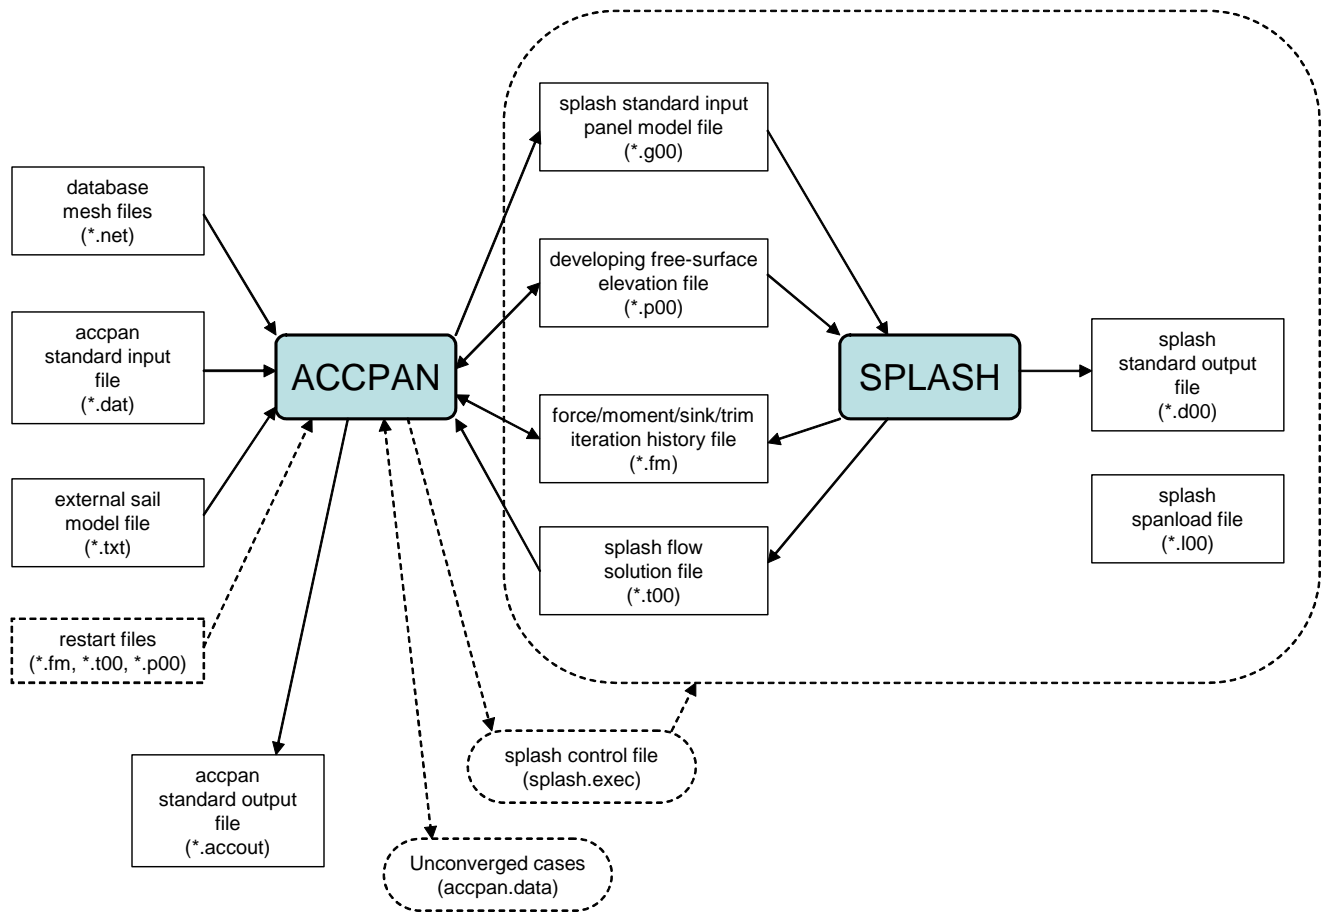 splash standard input
panel model file
(*.g00)
database
mesh files
(*.net)
developing free-surface
elevation file
(*.p00)
accpan
standard input
file
(*.dat)
ACCPAN
SPLASH
splash
standard output
file
(*.d00)
force/moment/sink/trim
iteration history file
(*.fm)
external sail
model file
(*.txt)
splash
spanload file
(*.l00)
splash flow
solution file
(*.t00)
restart files
(*.fm, *.t00, *.p00)
splash control file
(splash.exec)
accpan
standard output
file
(*.accout)
Unconverged cases
(accpan.data)